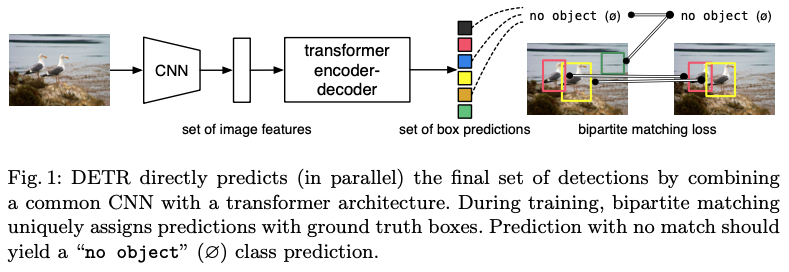 no object (ø) no object (ø)
CNN
transformer
encoder-
decoder
set of image features
set of box predictions
bipartite matching loss
Fig. 1: DETR directly predicts (in parallel) the final set of detections by combining
a common CNN with a transformer architecture. During training, bipartite matching
uniquely assigns predictions with ground truth boxes. Prediction with no match should
yield a “no object” (∅) class prediction.